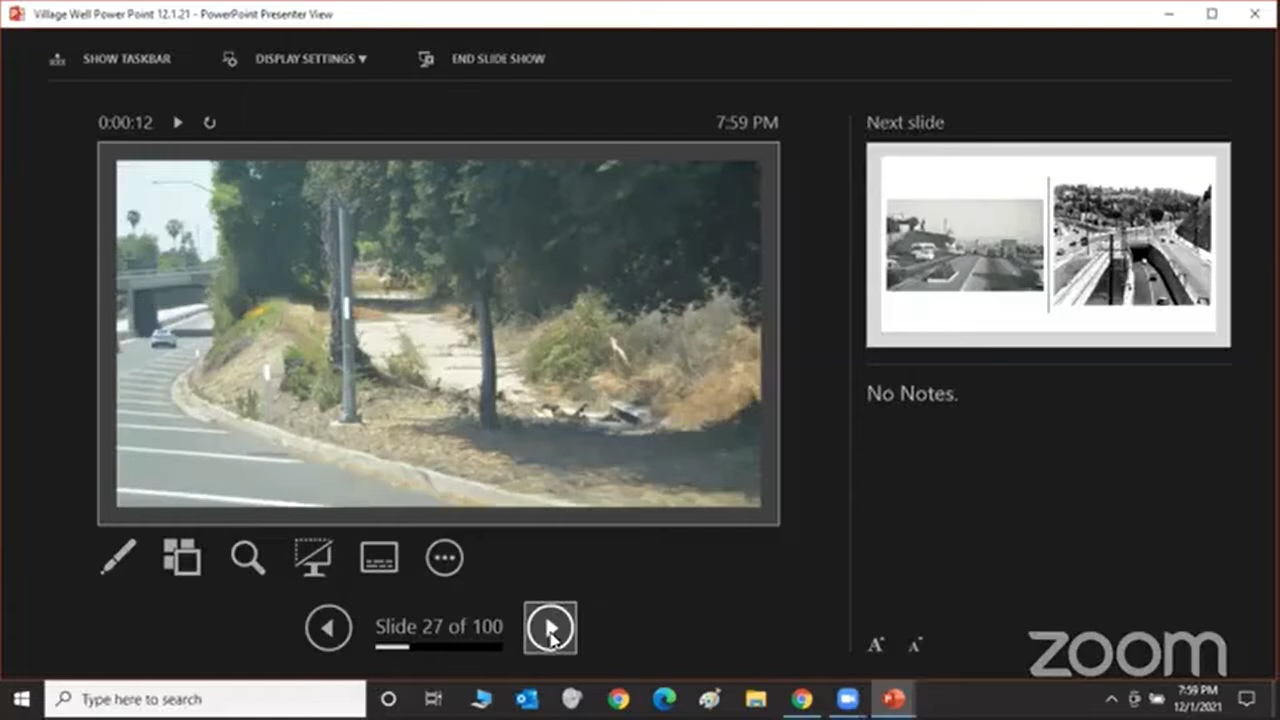 Village Well Power Point 12.1.21 - PowerPoint Presenter View
SHOW TASKBAR
DISPLAY SETTINGS ▼
END SLIDE SHOW
0:00:12
7:59 PM
Next slide
No Notes.
Slide 27 of 100
A A
zoom
Type here to search
7:59 PM
12/1/2021